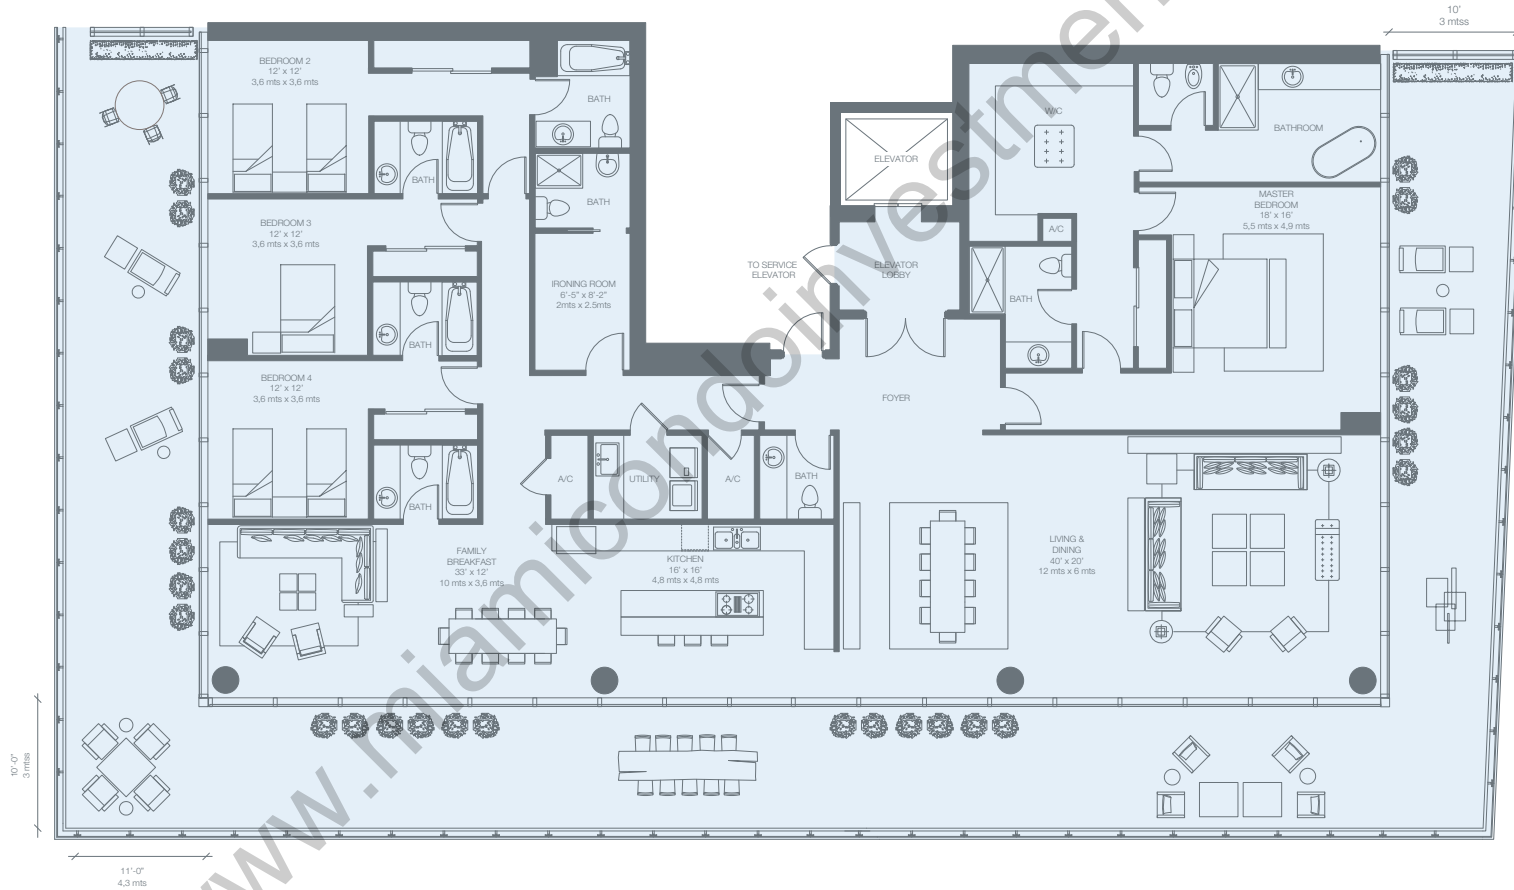 10'
3 mtss
BEDROOM 2
12' x 12'
3,6 mts x 3,6 mts
BATH
BATH
BATH
BEDROOM 3
12' x 12'
3,6 mts x 3,6 mts
IRONING ROOM
6'-5" x 8'-2"
2mts x 2.5mts
BATH
BEDROOM 4
12' x 12'
3,6 mts x 3,6 mts
BATH
ELEVATOR
W/C
BATHROOM
MASTER
BEDROOM
18' x 16'
5,5 mts x 4,9 mts
A/C
TO SERVICE
ELEVATOR
ELEVATOR
LOBBY
BATH
FOYER
A/C
UTILITY
A/C
BATH
FAMILY
BREAKFAST
33' x 12'
10 mts x 3,6 mts
KITCHEN
16' x 16'
4,8 mts x 4,8 mts
LIVING &
DINING
40' x 20'
12 mts x 6 mts
10'-0"
3 mtss
11'-0"
4,3 mts
www.miamicondoinvestmen